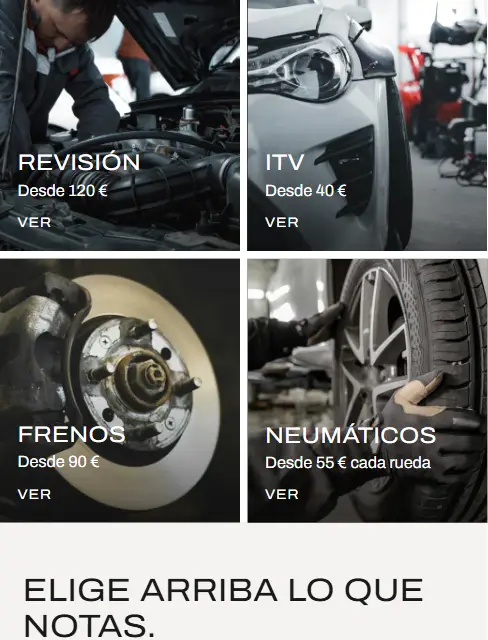 REVISIÓN
Desde 120 €
VER
ITV
Desde 40 €
VER
FRENOS
Desde 90 €
VER
NEUMÁTICOS
Desde 55 € cada rueda
VER
ELIGE ARRIBA LO QUE
NOTAS.